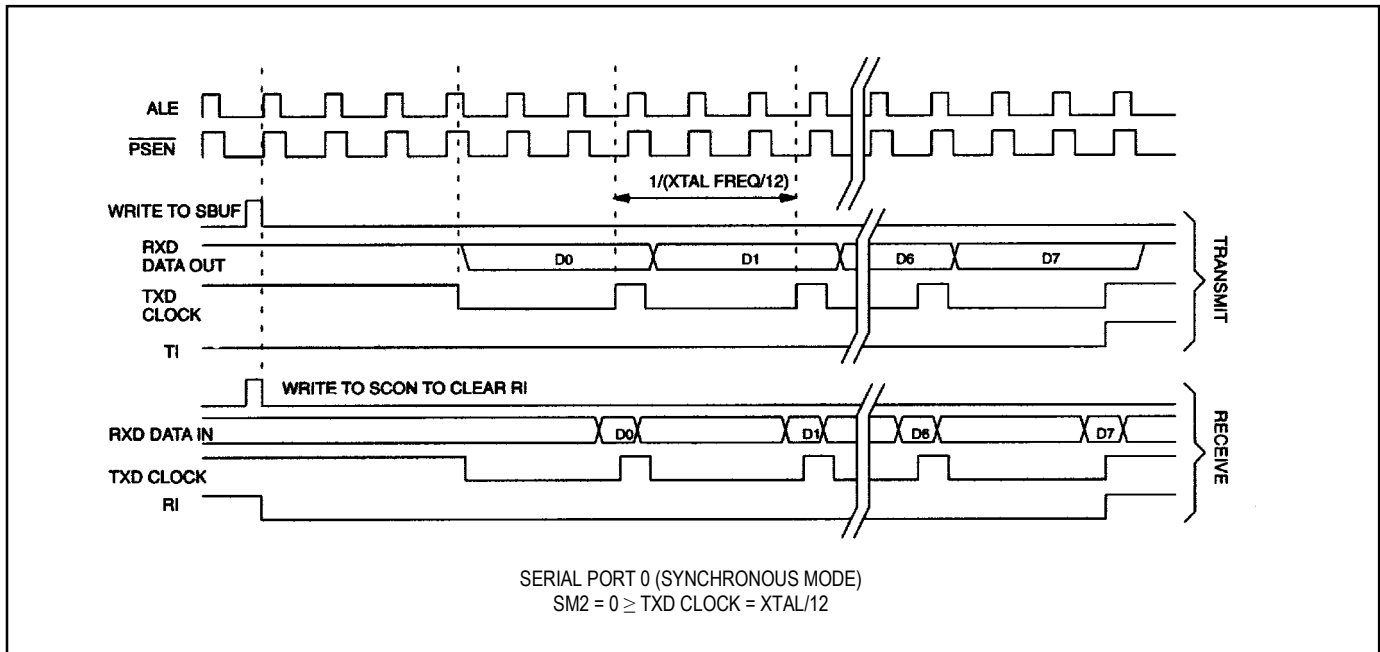 ALE
PSEN
1/(XTAL FREQ/12)
WRITE TO SBUF
RXD
DATA OUT
D0
D1
D6
D7
TXD
CLOCK
TI
TRANSMIT
WRITE TO SCON TO CLEAR RI
RXD DATA IN
D0
D1
D6
D7
TXD CLOCK
RI
RECEIVE
SERIAL PORT 0 (SYNCHRONOUS MODE)
SM2 = 0 ≥ TXD CLOCK = XTAL/12